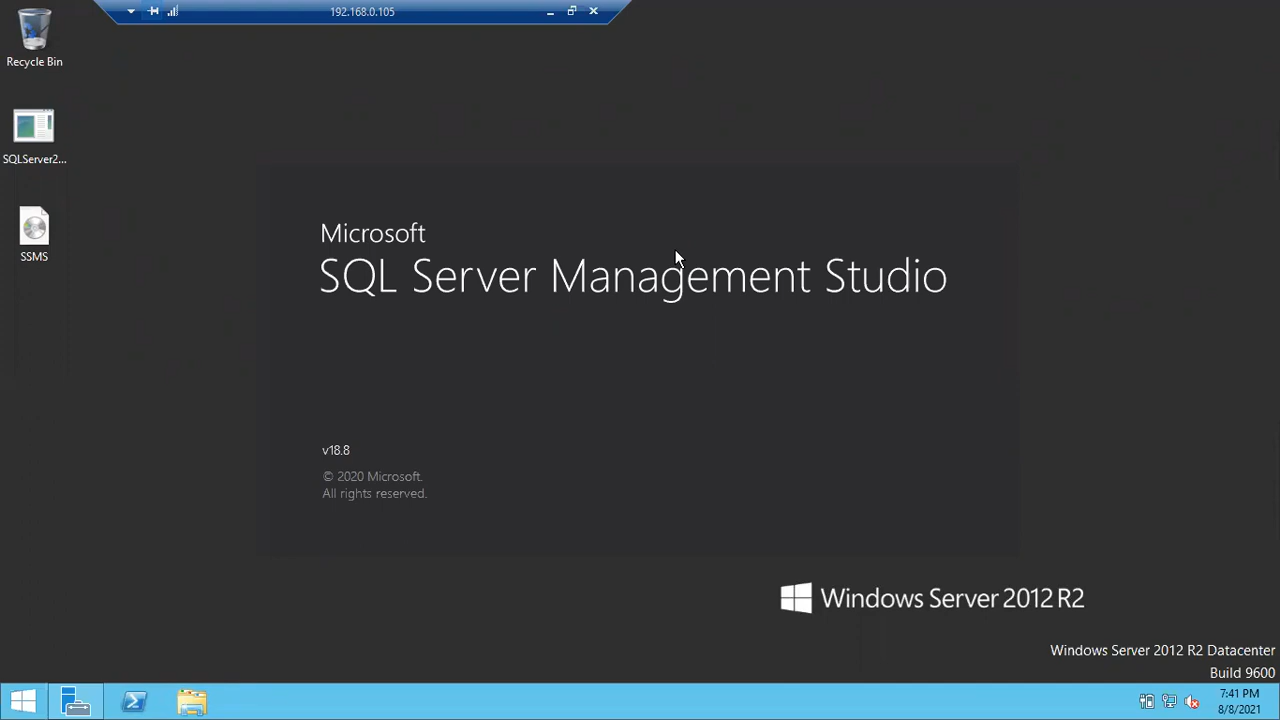 192.168.0.105
Recycle Bin
SQLServer2...
SSMS
Microsoft
SQL Server Management Studio
v18.8
© 2020 Microsoft.
All rights reserved.
Windows Server 2012 R2
Windows Server 2012 R2 Datacenter
Build 9600
7:41 PM
8/8/2021